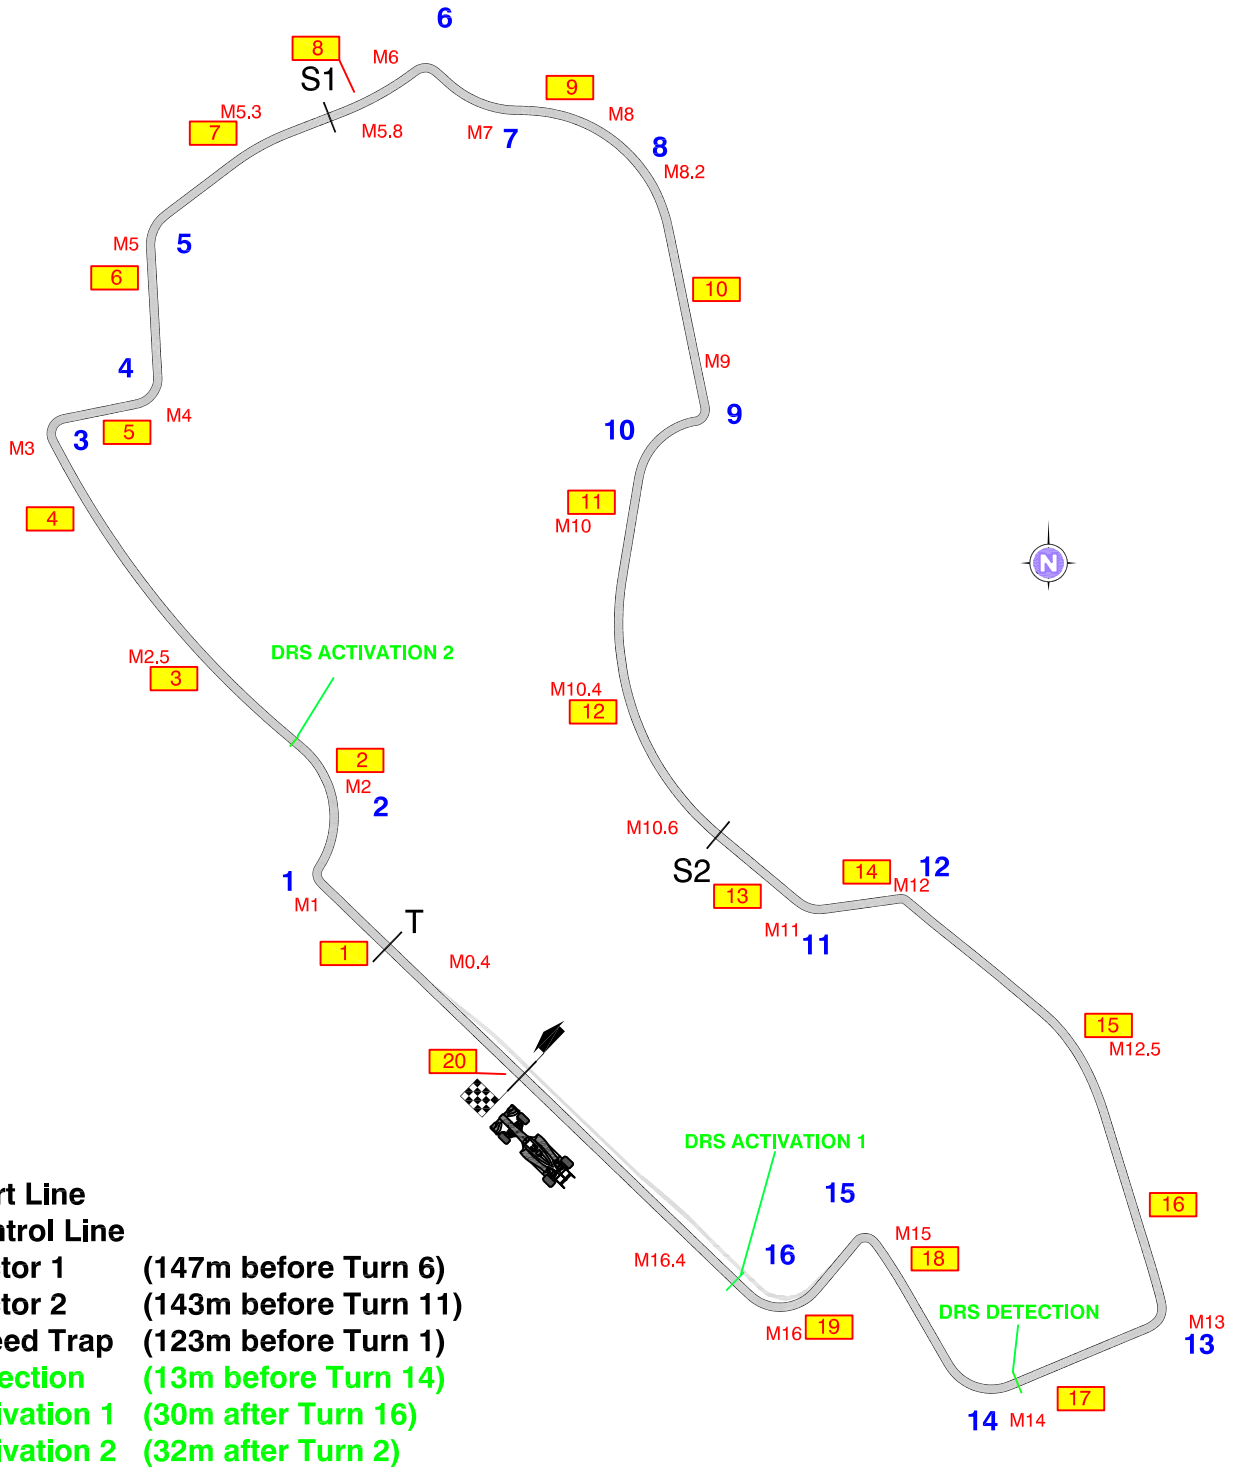 6
8
M6
S1
9
M5.3
M8
7
M5.8
M7
7
8
M8.2
M5
5
6
10
4
M9
M4
9
3
5
10
M3
11
4
M10
N
DRS ACTIVATION 2
M2.5
3
M10.4
12
2
M2
2
M10.6
S2
14
12
1
M12
13
M1
T
M11
11
1
M0.4
15
M12.5
20
DRS ACTIVATION 1
15
16
M15
16
18
M16.4
DRS DETECTION
M16
19
M13
13
17
14
M14
rt Line
ntrol Line
tor 1 (147m before Turn 6)
tor 2 (143m before Turn 11)
eed Trap (123m before Turn 1)
ection (13m before Turn 14)
ivation 1 (30m after Turn 16)
ivation 2 (32m after Turn 2)